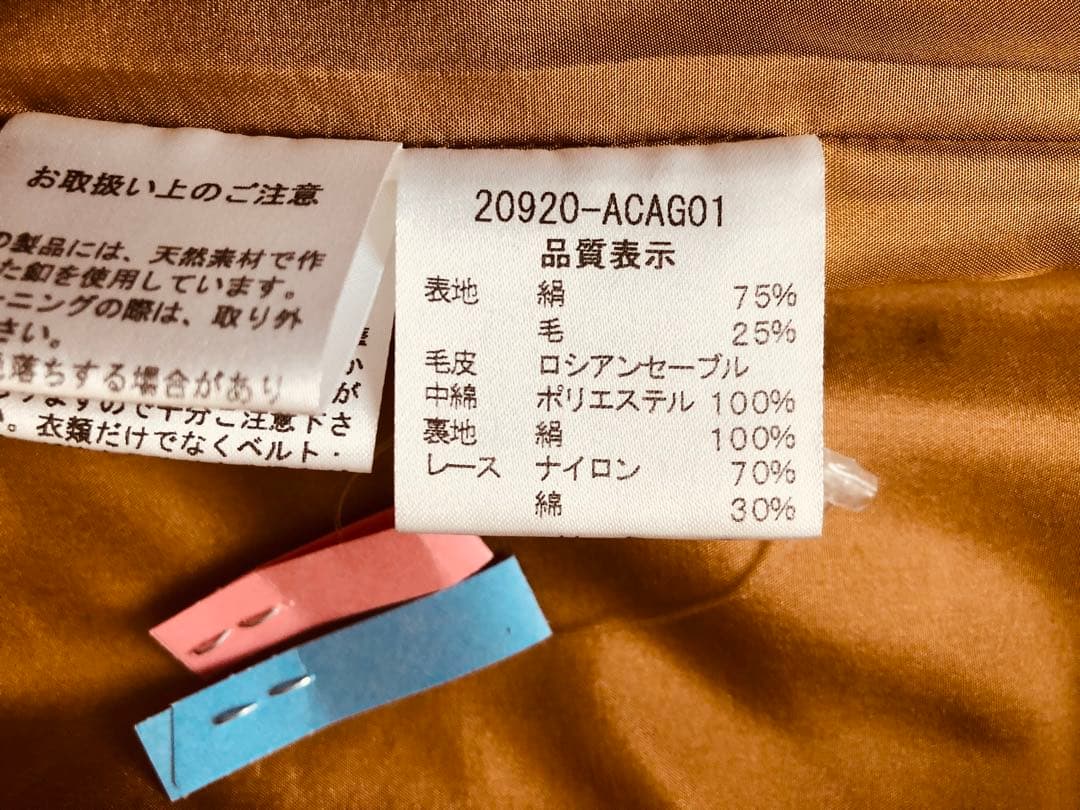 お取扱い上のご注意
の製品には、天然素材で作
た釦を使用しています。
ーニングの際は、取り外
さい。
色落ちする場合があり
か
が
りますので十分ご注意下さ
。衣類だけでなくベルト・
20920-ACAG01
品質表示
表地 絹 75%
毛 25%
毛皮 ロシアンセーブル
中綿 ポリエステル 100%
裏地 絹 100%
レース ナイロン 70%
綿 30%